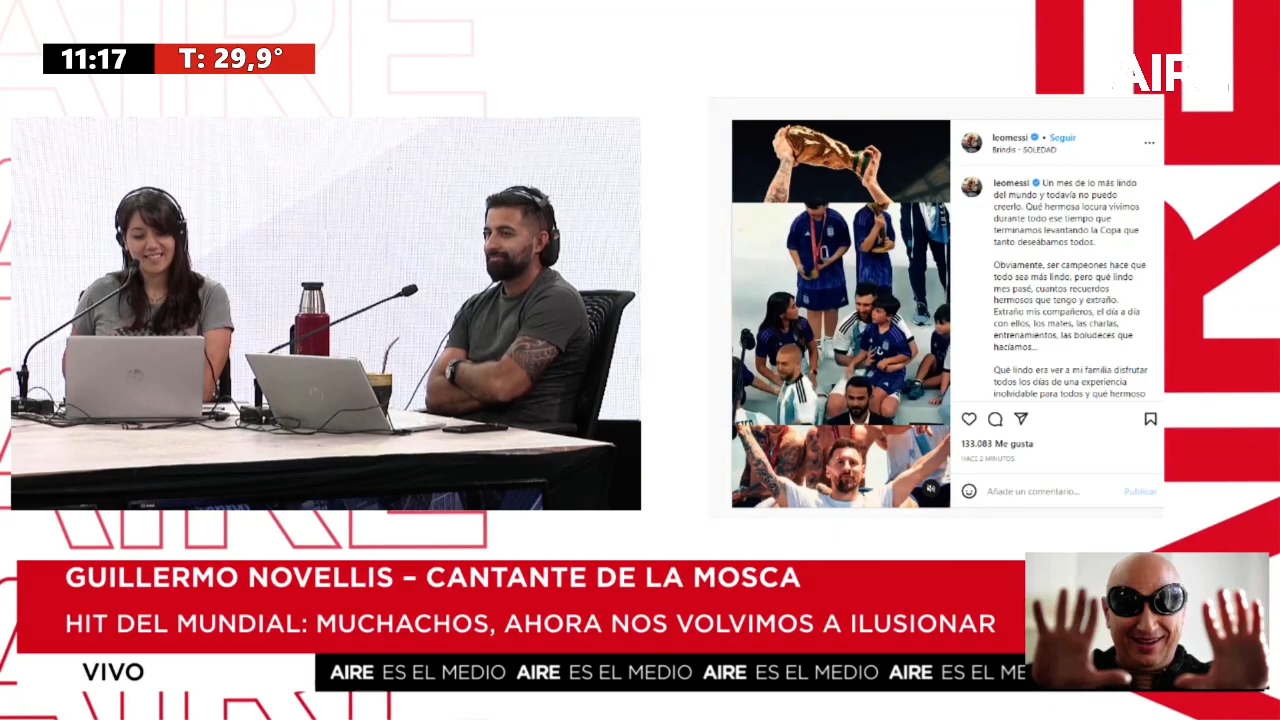 11:17
T: 29,9°
AIRE
leomessi • Seguir
Brindis - SOLEDAD
leomessi Un mes de lo más lindo
del mundo y todavía no puedo
creerlo. Qué hermosa locura vivimos
durante todo ese tiempo que
terminamos levantando la Copa que
tanto deseábamos todos.
Obviamente, ser campeones hace que
todo sea más lindo, pero qué lindo
mes pasé, cuantos recuerdos
hermosos que tengo y extraño.
Extraño mis compañeros, el día a día
con ellos, los mates, las charlas,
entrenamientos, las boludeces que
hacíamos...
Qué lindo era ver a mi familia disfrutar
todos los días de una experiencia
inolvidable para todos y qué hermoso
133.083 Me gusta
HACE 2 MINUTOS
Añade un comentario... Publicar
GUILLERMO NOVELLIS – CANTANTE DE LA MOSCA
HIT DEL MUNDIAL: MUCHACHOS, AHORA NOS VOLVIMOS A ILUSIONAR
VIVO
AIRE ES EL MEDIO AIRE ES EL MEDIO AIRE ES EL MEDIO AIRE ES EL ME